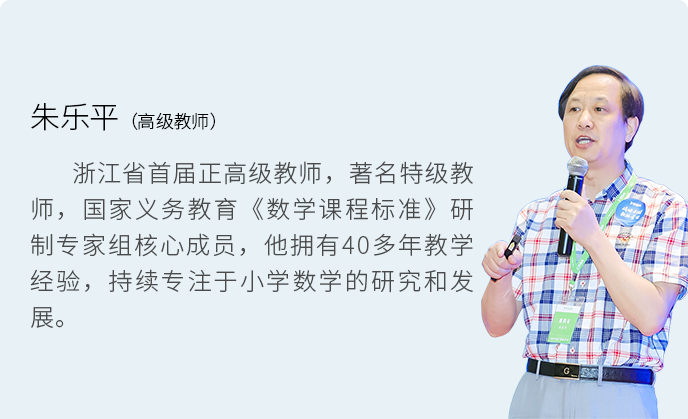 朱乐平（高级教师）
浙江省首届正高级教师，著名特级教
师，国家义务教育《数学课程标准》研
制专家组核心成员，他拥有40多年教学
经验，持续专注于小学数学的研究和发
展。